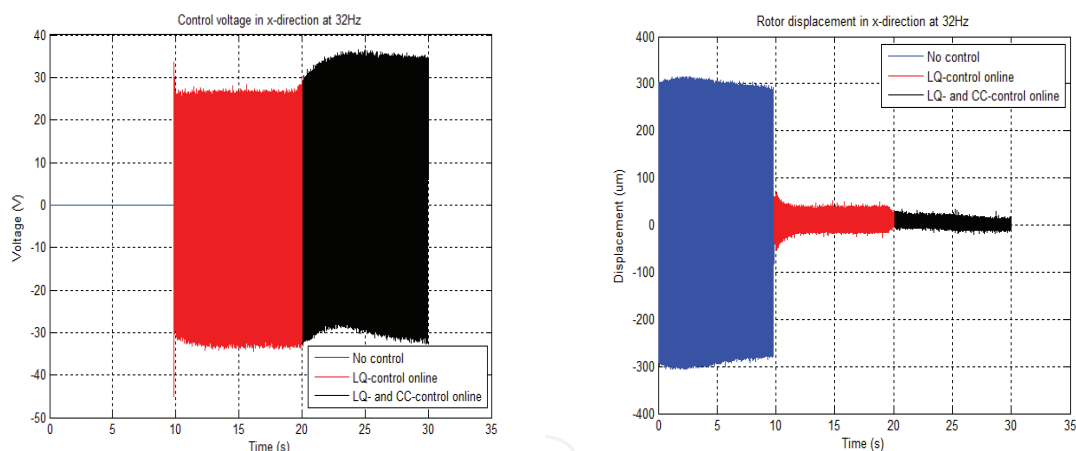 Control voltage in x-direction at 32Hz
40
30
20
10
0
-10
-20
-30
-40
-50
Voltage (V)
No control
LQ-control online
LQ- and CC-control online
0 5 10 15 20 25 30 35
Time (s)
Rotor displacement in x-direction at 32Hz
400
300
200
100
0
-100
-200
-300
-400
Displacement (um)
No control
LQ-control online
LQ- and CC-control online
0 5 10 15 20 25 30 35
Time (s)